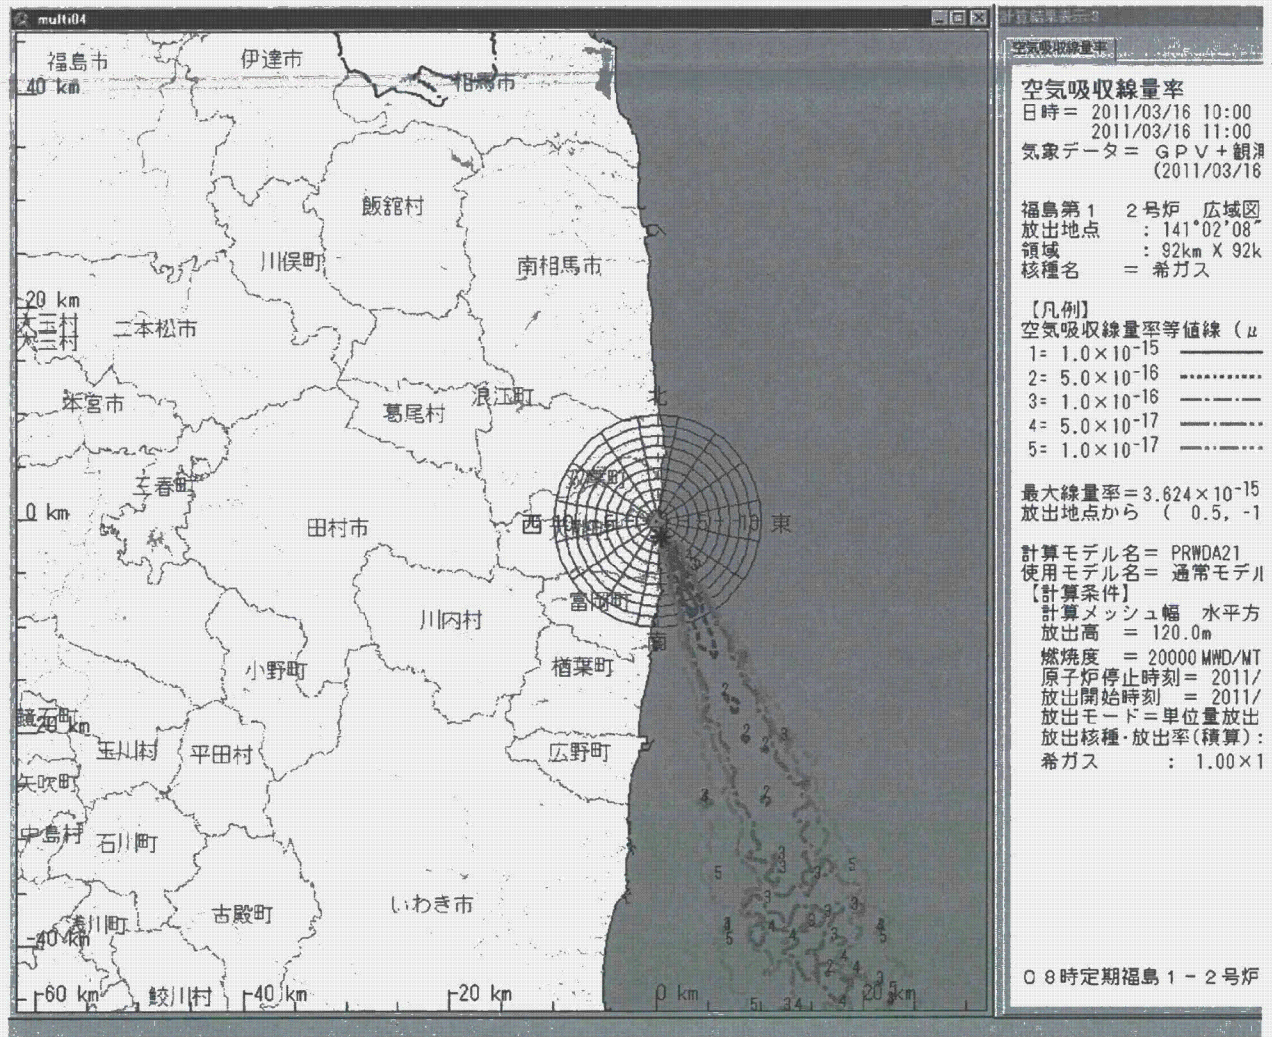 multi04
計算結果表示-3
空気吸収線量率
福島市
伊達市
相馬市
40 km
飯舘村
川俣町
南相馬市
20 km
大玉村
大玉村
二本松市
本宮市
葛尾村
浪江町
北
三春町
双葉町
0 km
田村市
西
東
富岡町
川内村
南
小野町
楢葉町
鏡石町
-20 km
玉川村
平田村
広野町
矢吹町
中島村
石川町
浅川町
古殿町
いわき市
-40 km
-60 km
鮫川村
-40 km
-20 km
0 km
20 km
空気吸収線量率
日時= 2011/03/16 10:00
2011/03/16 11:00
気象データ= GPV+観測
(2011/03/16
福島第1 2号炉 広域図
放出地点 : 141°02'08"
領域 : 92km X 92k
核種名 = 希ガス
【凡例】
空気吸収線量率等値線 (μ
1= 1.0×10⁻¹⁵
2= 5.0×10⁻¹⁶
3= 1.0×10⁻¹⁶
4= 5.0×10⁻¹⁷
5= 1.0×10⁻¹⁷
最大線量率=3.624×10⁻¹⁵
放出地点から ( 0.5, -1
計算モデル名= PRWDA21
使用モデル名= 通常モデル
【計算条件】
計算メッシュ幅 水平方
放出高 = 120.0m
燃焼度 = 20000MWD/MT
原子炉停止時刻= 2011/
放出開始時刻 = 2011/
放出モード=単位量放出
放出核種・放出率(積算):
希ガス : 1.00×1
08時定期福島1-2号炉